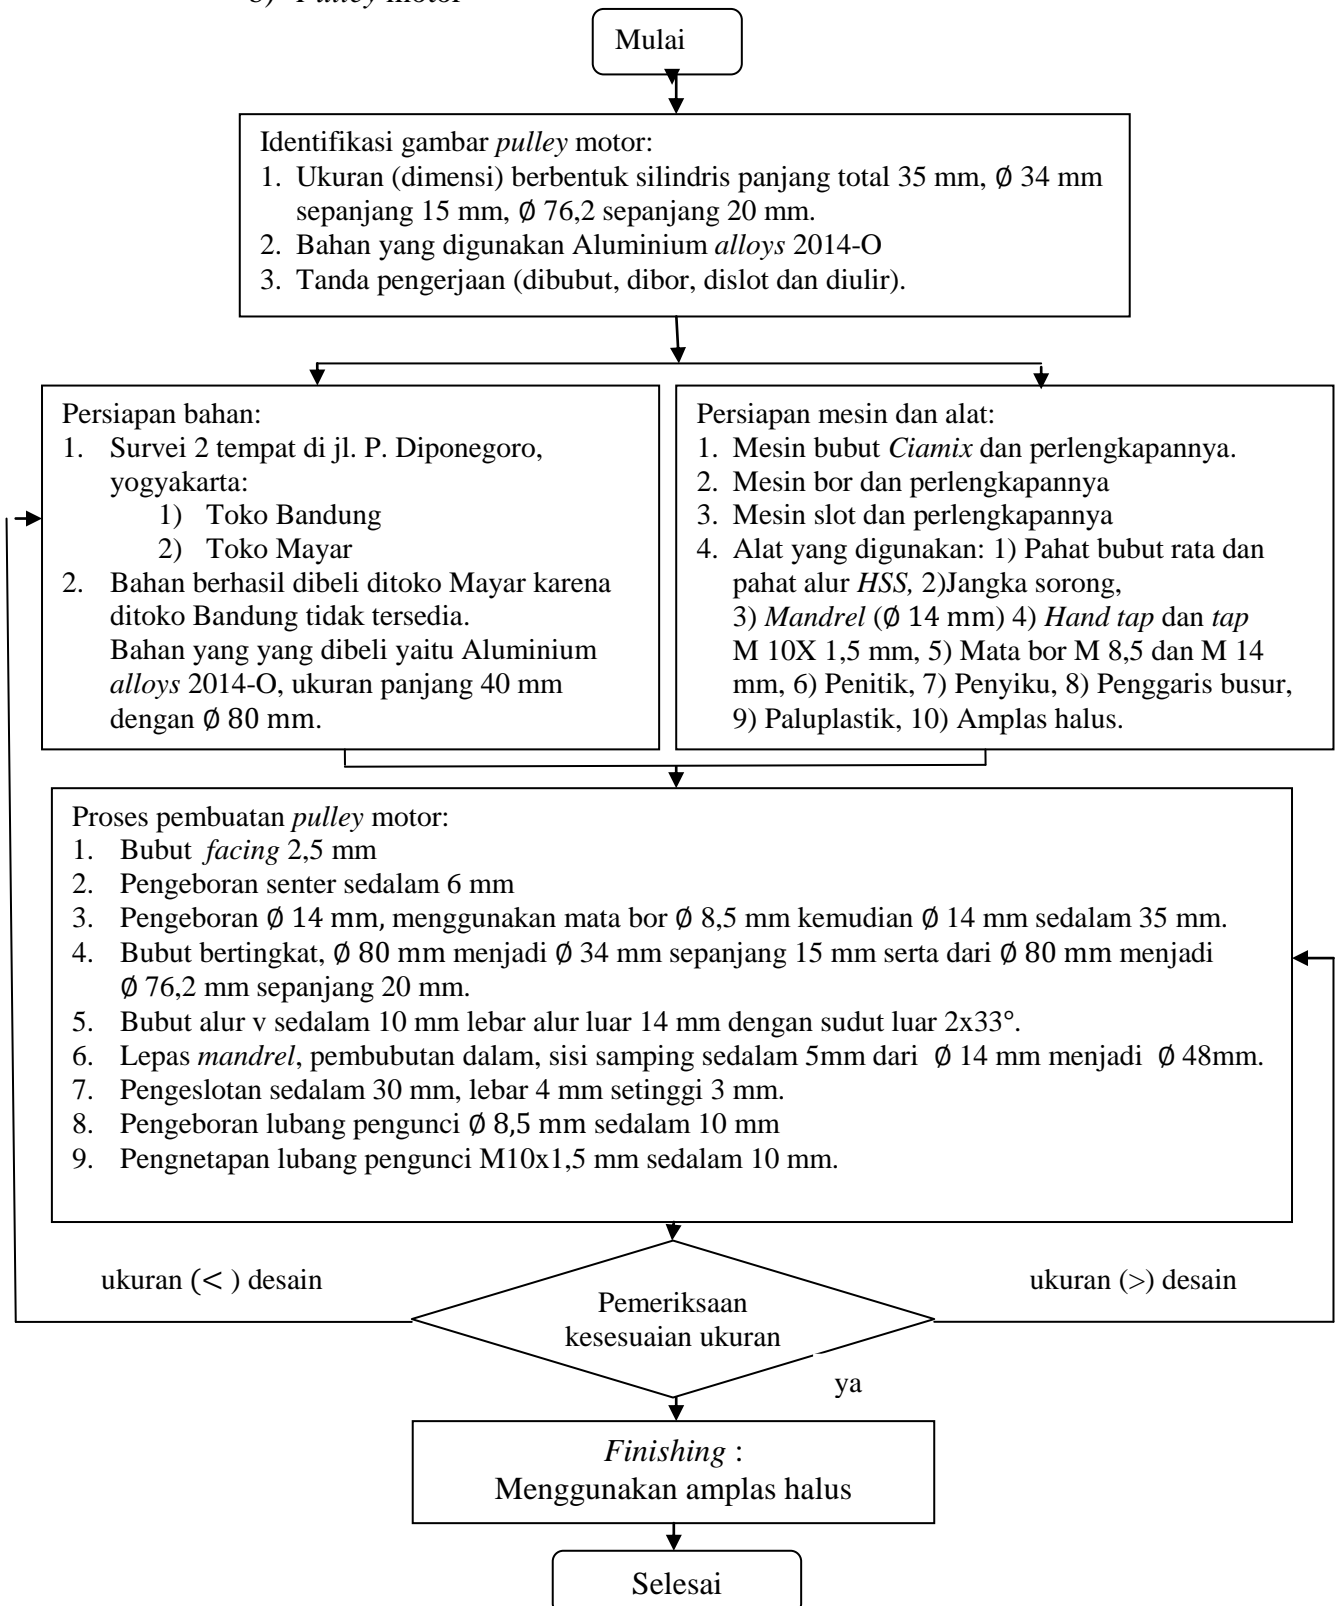 Pulley motor
Mulai
Identifikasi gambar pulley motor:
1. Ukuran (dimensi) berbentuk silindris panjang total 35 mm, Ø 34 mm
sepanjang 15 mm, Ø 76,2 sepanjang 20 mm.
2. Bahan yang digunakan Aluminium alloys 2014-O
3. Tanda pengerjaan (dibubut, dibor, dislot dan diulir).
Persiapan bahan:
1. Survei 2 tempat di jl. P. Diponegoro,
yogyakarta:
1) Toko Bandung
2) Toko Mayar
2. Bahan berhasil dibeli ditoko Mayar karena
ditoko Bandung tidak tersedia.
Bahan yang yang dibeli yaitu Aluminium
alloys 2014-O, ukuran panjang 40 mm
dengan Ø 80 mm.
Persiapan mesin dan alat:
1. Mesin bubut Ciamix dan perlengkapannya.
2. Mesin bor dan perlengkapannya
3. Mesin slot dan perlengkapannya
4. Alat yang digunakan: 1) Pahat bubut rata dan
pahat alur HSS, 2)Jangka sorong,
3) Mandrel (Ø 14 mm) 4) Hand tap dan tap
M 10X 1,5 mm, 5) Mata bor M 8,5 dan M 14
mm, 6) Penitik, 7) Penyiku, 8) Penggaris busur,
9) Paluplastik, 10) Amplas halus.
Proses pembuatan pulley motor:
1. Bubut facing 2,5 mm
2. Pengeboran senter sedalam 6 mm
3. Pengeboran Ø 14 mm, menggunakan mata bor Ø 8,5 mm kemudian Ø 14 mm sedalam 35 mm.
4. Bubut bertingkat, Ø 80 mm menjadi Ø 34 mm sepanjang 15 mm serta dari Ø 80 mm menjadi
Ø 76,2 mm sepanjang 20 mm.
5. Bubut alur v sedalam 10 mm lebar alur luar 14 mm dengan sudut luar 2x33°.
6. Lepas mandrel, pembubutan dalam, sisi samping sedalam 5mm dari Ø 14 mm menjadi Ø 48mm.
7. Pengeslotan sedalam 30 mm, lebar 4 mm setinggi 3 mm.
8. Pengeboran lubang pengunci Ø 8,5 mm sedalam 10 mm
9. Pengnetapan lubang pengunci M10x1,5 mm sedalam 10 mm.
ukuran (< ) desain
ukuran (>) desain
Pemeriksaan
kesesuaian ukuran
ya
Finishing :
Menggunakan amplas halus
Selesai